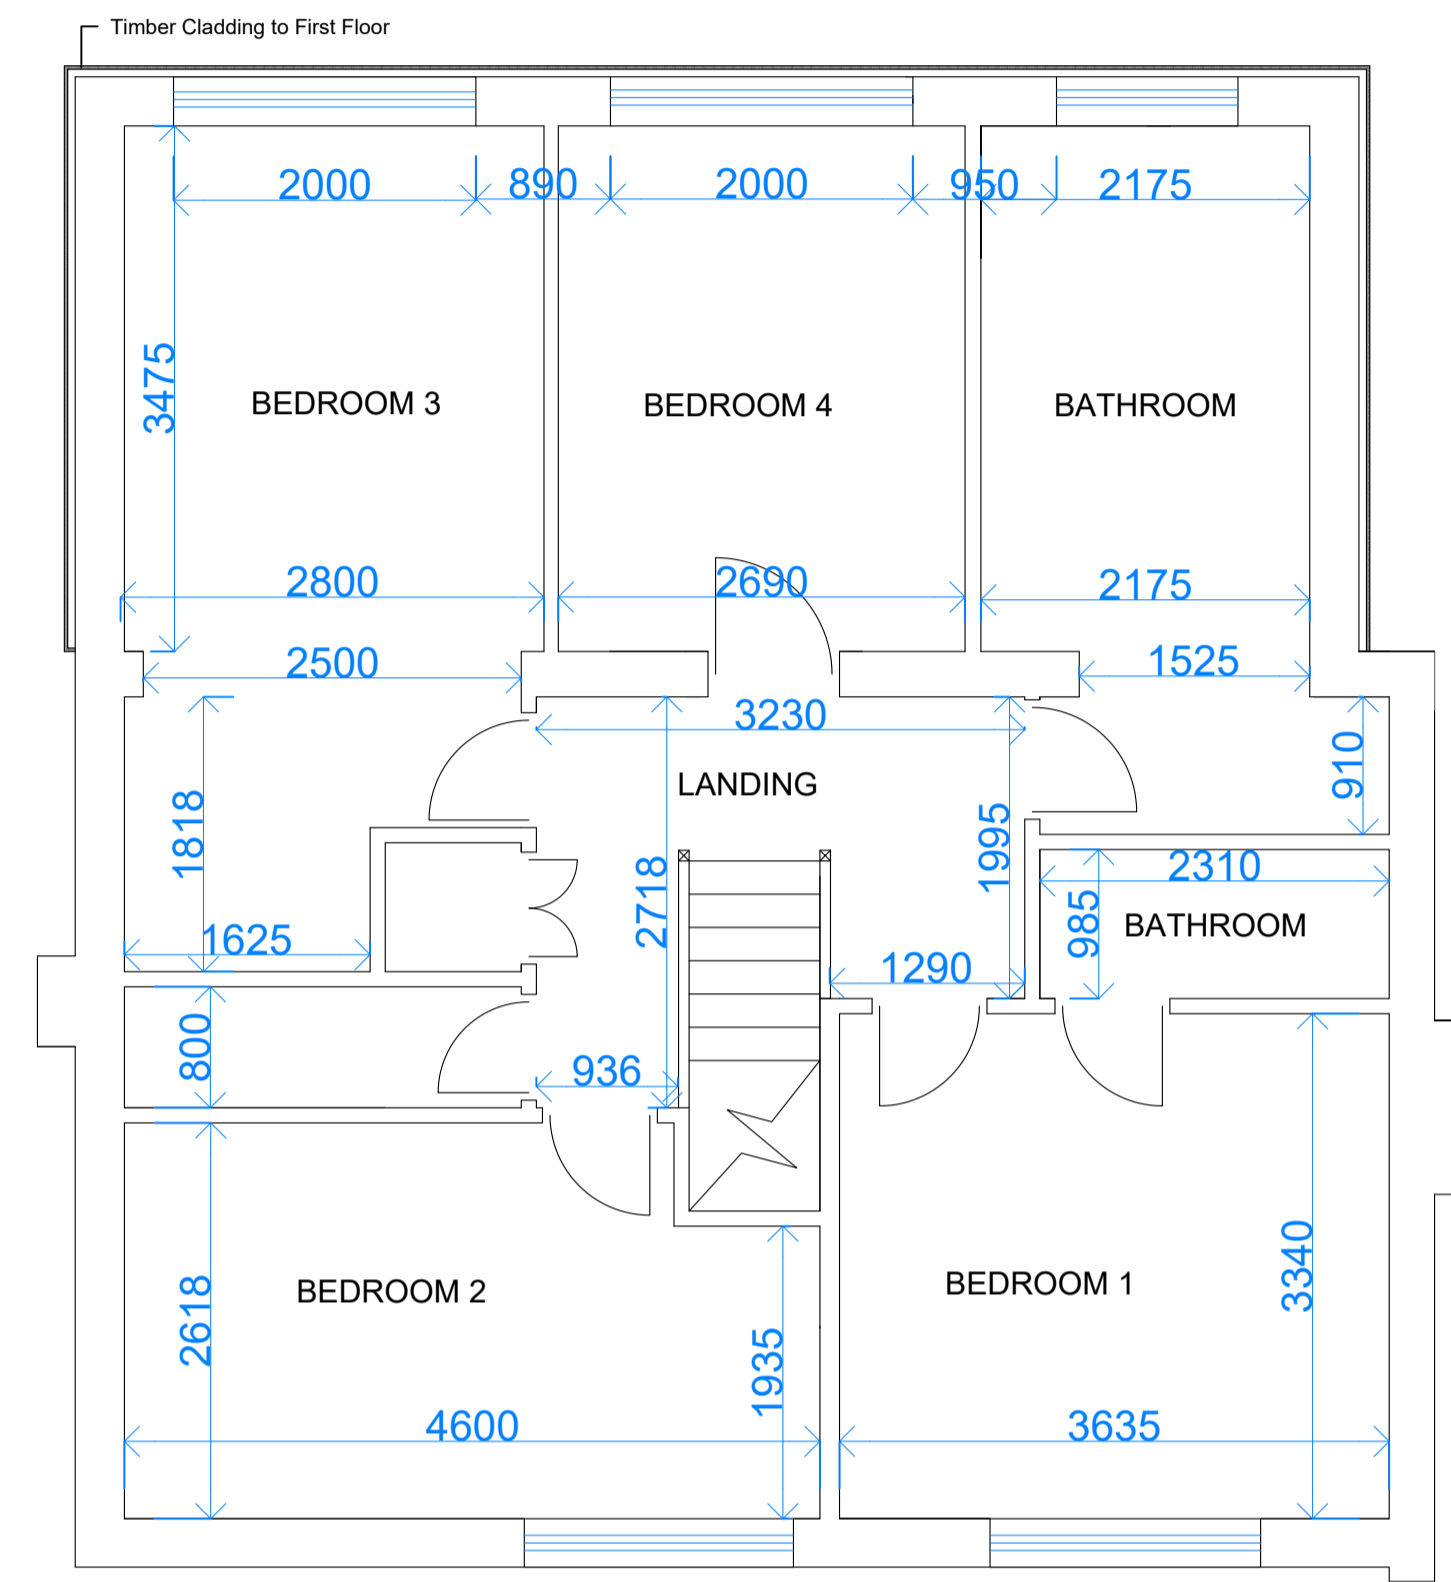 Timber Cladding to First Floor
2000 890 2000 950 2175
3475
BEDROOM 3 BEDROOM 4 BATHROOM
2800 2690 2175
2500 1525
3230
910
LANDING
1818 2718 1995
2310
985
BATHROOM
1625 1290
800 936
BEDROOM 2 BEDROOM 1
2618 1935 3340
4600 3635